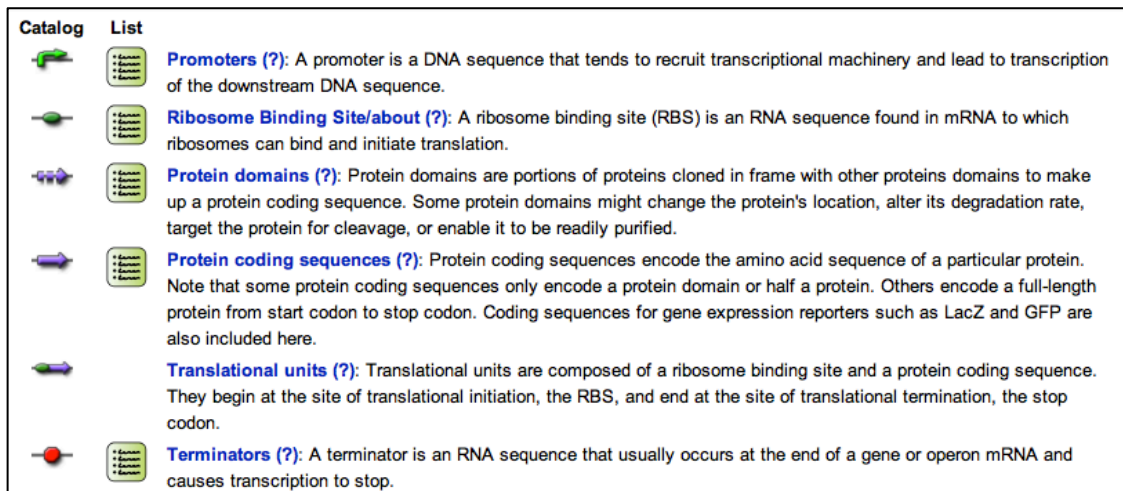 Catalog List
Promoters (?): A promoter is a DNA sequence that tends to recruit transcriptional machinery and lead to transcription
of the downstream DNA sequence.
Ribosome Binding Site/about (?): A ribosome binding site (RBS) is an RNA sequence found in mRNA to which
ribosomes can bind and initiate translation.
Protein domains (?): Protein domains are portions of proteins cloned in frame with other proteins domains to make
up a protein coding sequence. Some protein domains might change the protein's location, alter its degradation rate,
target the protein for cleavage, or enable it to be readily purified.
Protein coding sequences (?): Protein coding sequences encode the amino acid sequence of a particular protein.
Note that some protein coding sequences only encode a protein domain or half a protein. Others encode a full-length
protein from start codon to stop codon. Coding sequences for gene expression reporters such as LacZ and GFP are
also included here.
Translational units (?): Translational units are composed of a ribosome binding site and a protein coding sequence.
They begin at the site of translational initiation, the RBS, and end at the site of translational termination, the stop
codon.
Terminators (?): A terminator is an RNA sequence that usually occurs at the end of a gene or operon mRNA and
causes transcription to stop.